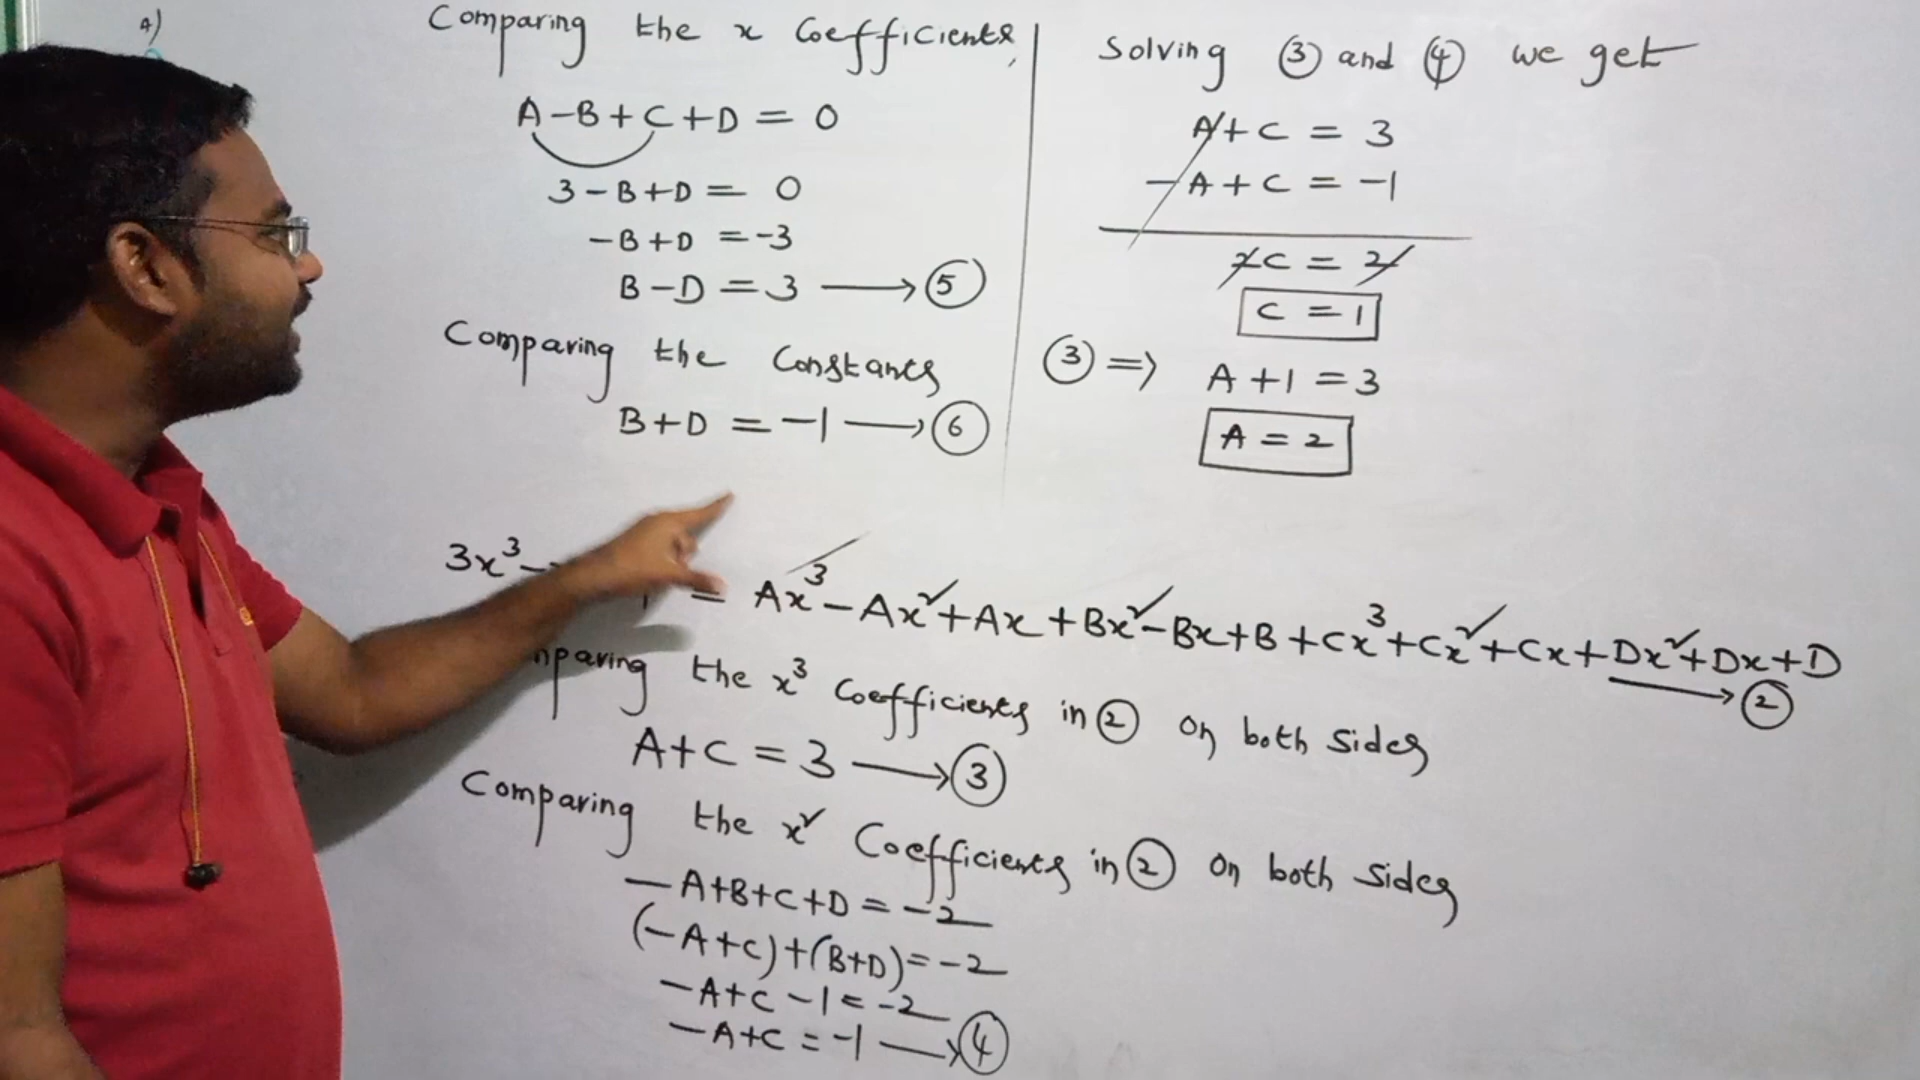 4)
Comparing the x Coefficients,
A-B+C+D = 0
3-B+D = 0
-B+D = -3
B-D = 3 ⟶ ⑤
Comparing the Constants
B+D = -1 ⟶ ⑥
Solving ③ and ④ we get
A+C = 3
-A+C = -1
2C = 2
C = 1
③ ⇒ A+1 = 3
A = 2
3x³- = Ax³-Ax²+Ax+Bx²-Bx+B+Cx³+Cx²+Cx+Dx²+Dx+D
⟶ ②
mparing the x³ Coefficients in ② on both sides
A+C = 3 ⟶ ③
Comparing the x² Coefficients in ② on both sides
-A+B+C+D = -2
(-A+C)+(B+D) = -2
-A+C-1 = -2
-A+C = -1 ⟶ ④